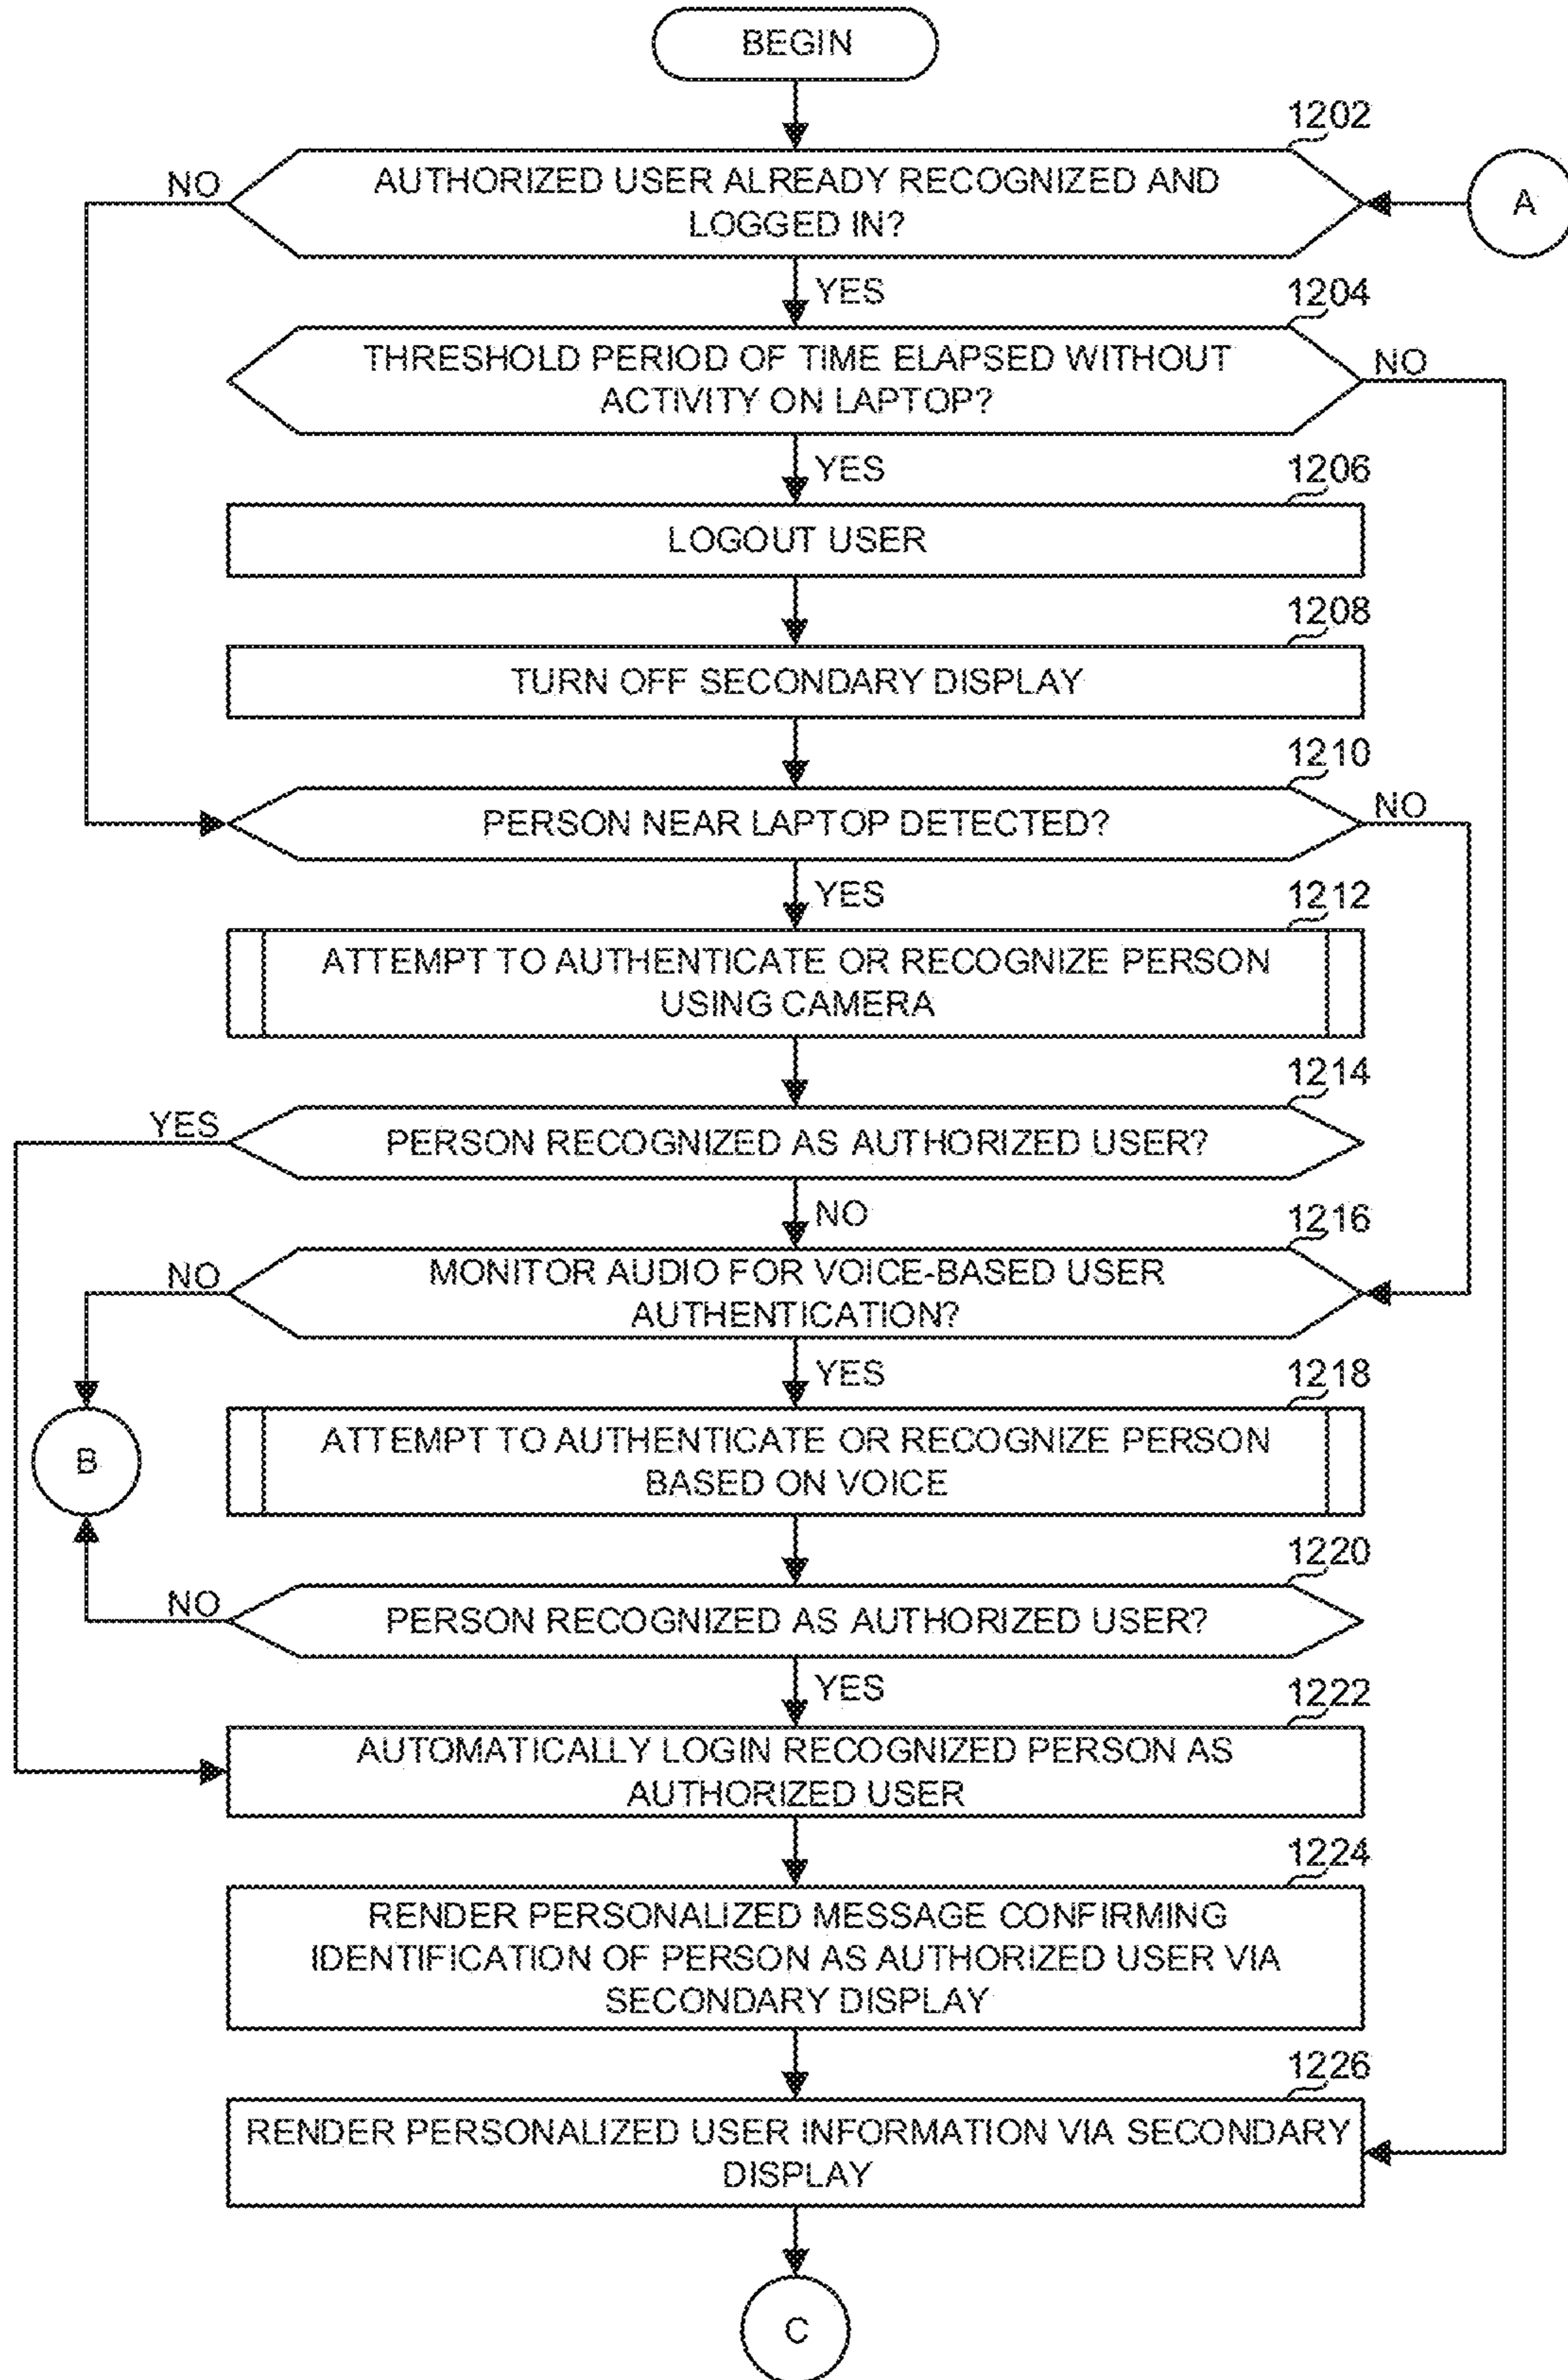 BEGIN
1202
NO
AUTHORIZED USER ALREADY RECOGNIZED AND
LOGGED IN?
A
YES
1204
THRESHOLD PERIOD OF TIME ELAPSED WITHOUT
ACTIVITY ON LAPTOP?
NO
YES
1206
LOGOUT USER
1208
TURN OFF SECONDARY DISPLAY
1210
PERSON NEAR LAPTOP DETECTED?
NO
YES
1212
ATTEMPT TO AUTHENTICATE OR RECOGNIZE PERSON
USING CAMERA
1214
YES
PERSON RECOGNIZED AS AUTHORIZED USER?
NO
1216
NO
MONITOR AUDIO FOR VOICE-BASED USER
AUTHENTICATION?
YES
1218
B
ATTEMPT TO AUTHENTICATE OR RECOGNIZE PERSON
BASED ON VOICE
1220
NO
PERSON RECOGNIZED AS AUTHORIZED USER?
YES
1222
AUTOMATICALLY LOGIN RECOGNIZED PERSON AS
AUTHORIZED USER
1224
RENDER PERSONALIZED MESSAGE CONFIRMING
IDENTIFICATION OF PERSON AS AUTHORIZED USER VIA
SECONDARY DISPLAY
1226
RENDER PERSONALIZED USER INFORMATION VIA SECONDARY
DISPLAY
C